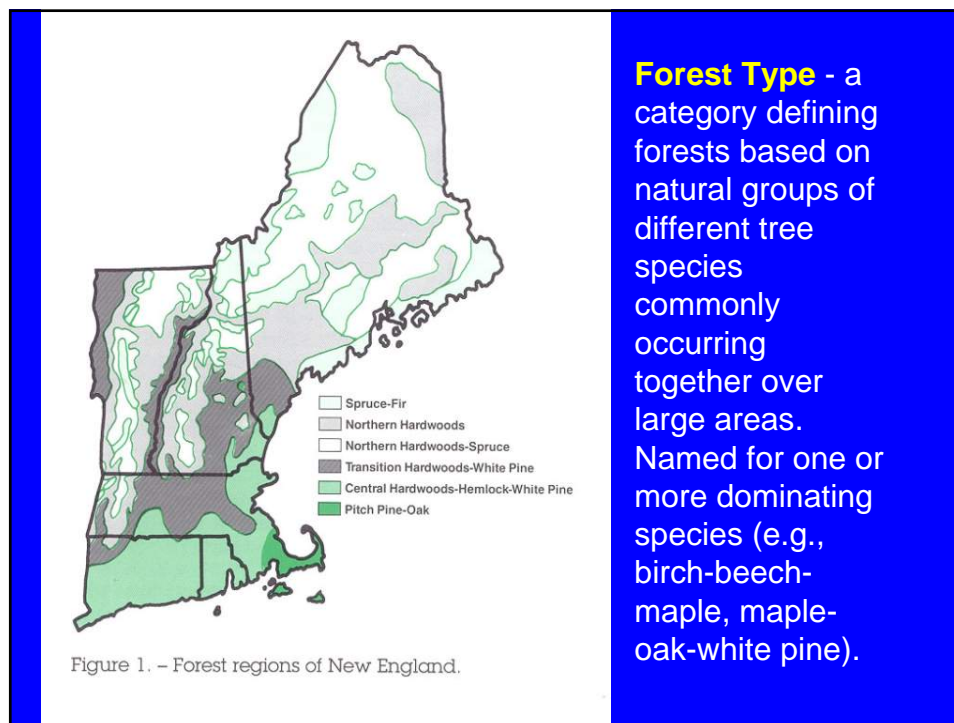 Spruce-Fir
Northern Hardwoods
Northern Hardwoods-Spruce
Transition Hardwoods-White Pine
Central Hardwoods-Hemlock-White Pine
Pitch Pine-Oak
Figure 1. – Forest regions of New England.
Forest Type - a
category defining
forests based on
natural groups of
different tree
species
commonly
occurring
together over
large areas.
Named for one or
more dominating
species (e.g.,
birch-beech-
maple, maple-
oak-white pine).